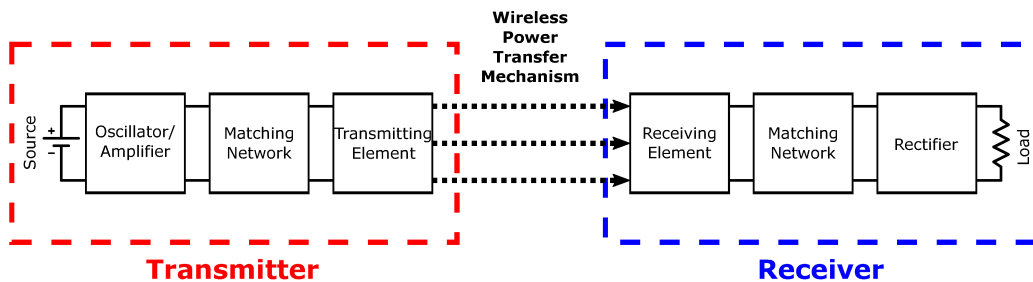 Wireless
Power
Transfer
Mechanism
Source
+
−
Oscillator/
Amplifier
Matching
Network
Transmitting
Element
Receiving
Element
Matching
Network
Rectifier
Load
Transmitter
Receiver